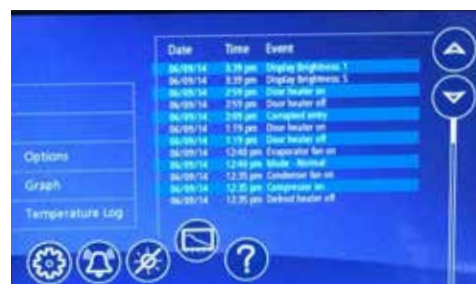 Date Time Event
06/09/14 3:39 pm Display Brightness: 1
06/09/14 3:39 pm Display Brightness: 5
06/09/14 2:59 pm Door heater on
06/09/14 2:59 pm Door heater off
06/09/14 2:09 pm Corrupted entry
06/09/14 1:19 pm Door heater on
06/09/14 1:19 pm Door heater off
06/09/14 12:40 pm Evaporator fan on
06/09/14 12:40 pm Mode - Normal
06/09/14 12:35 pm Condensor fan on
06/09/14 12:35 pm Compressor on
06/09/14 12:35 pm Defrost heater off
Options
Graph
Temperature Log
?